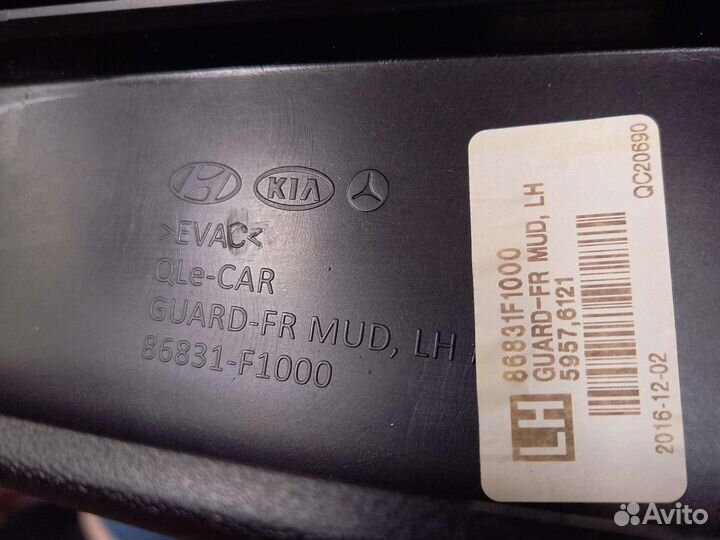 KIA
>EVAC<
QLe-CAR
GUARD-FR MUD, LH
86831-F1000
LH
86831F1000
GUARD-FR MUD, LH
5957,6121
2016-12-02
QC20690
Avito